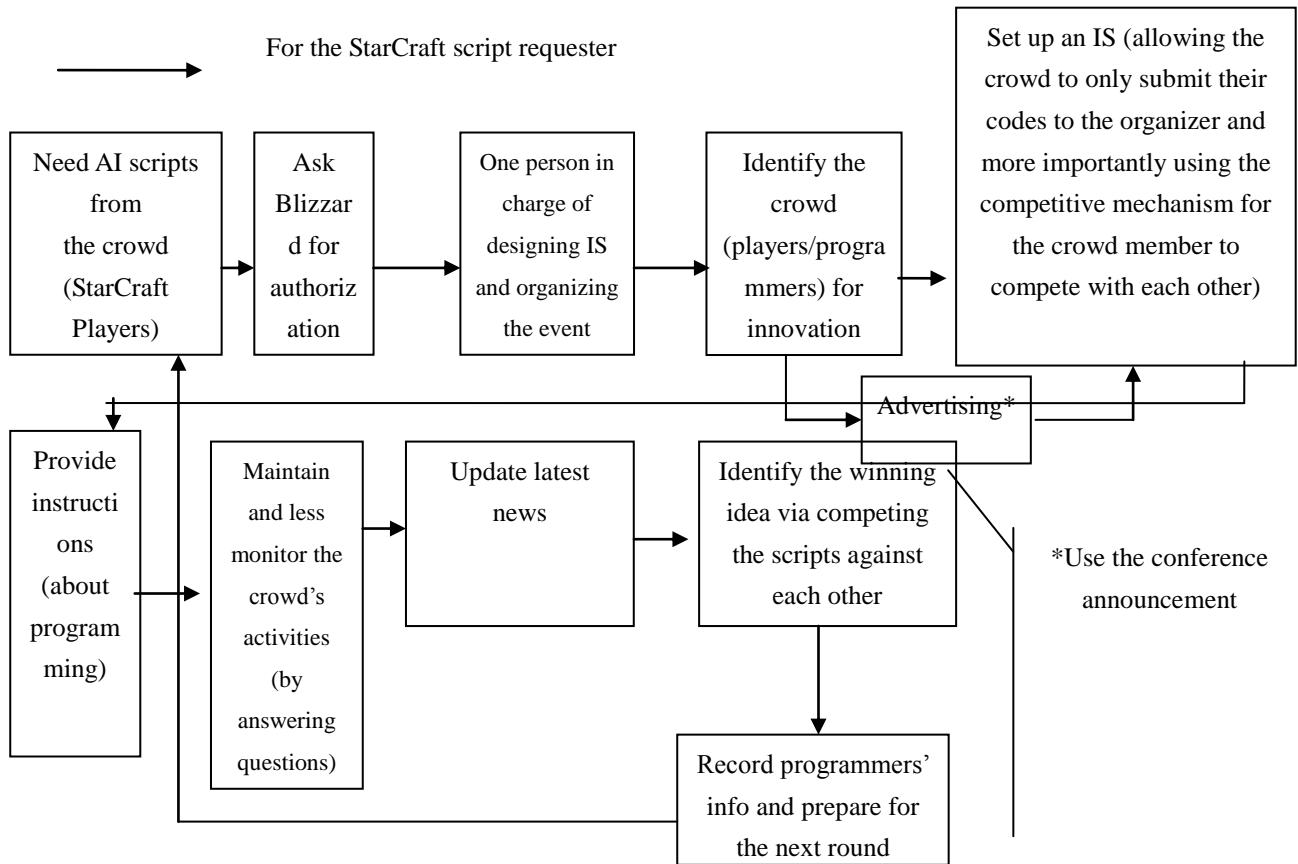 For the StarCraft script requester
Need AI scripts
from
the crowd
(StarCraft
Players)
Ask
Blizzar
d for
authoriz
ation
One person in
charge of
designing IS
and organizing
the event
Identify the
crowd
(players/progra
mmers) for
innovation
Set up an IS (allowing the
crowd to only submit their
codes to the organizer and
more importantly using the
competitive mechanism for
the crowd member to
compete with each other)
Advertising*
Provide
instructi
ons
(about
program
ming)
Maintain
and less
monitor the
crowd’s
activities
(by
answering
questions)
Update latest
news
Identify the winning
idea via competing
the scripts against
each other
*Use the conference
announcement
Record programmers’
info and prepare for
the next round